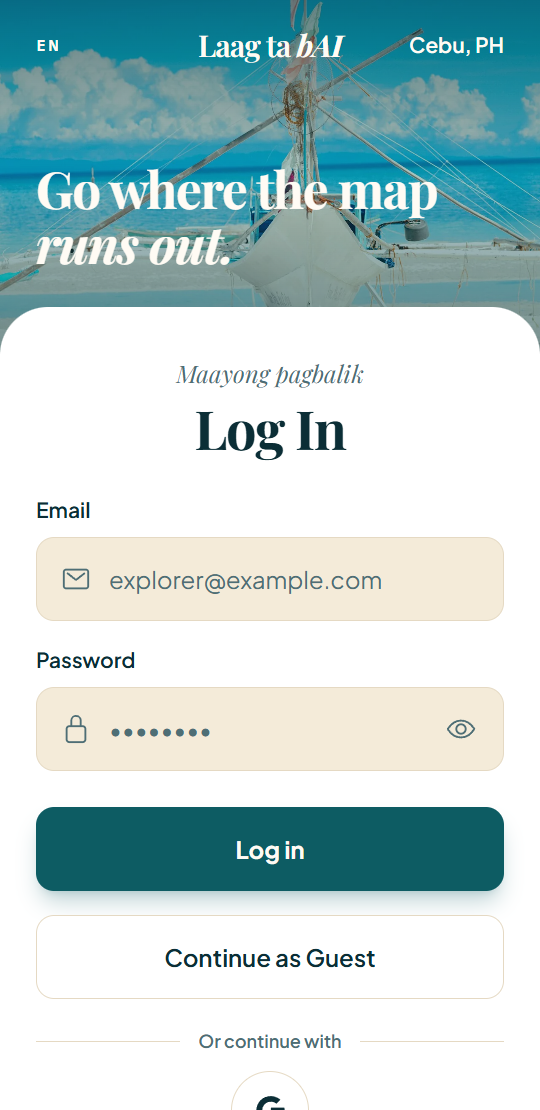 EN
Laag ta bAI
Cebu, PH
Go where the map
runs out.
Maayong pagbalik
Log In
Email
explorer@example.com
Password
••••••••
Log in
Continue as Guest
Or continue with
G